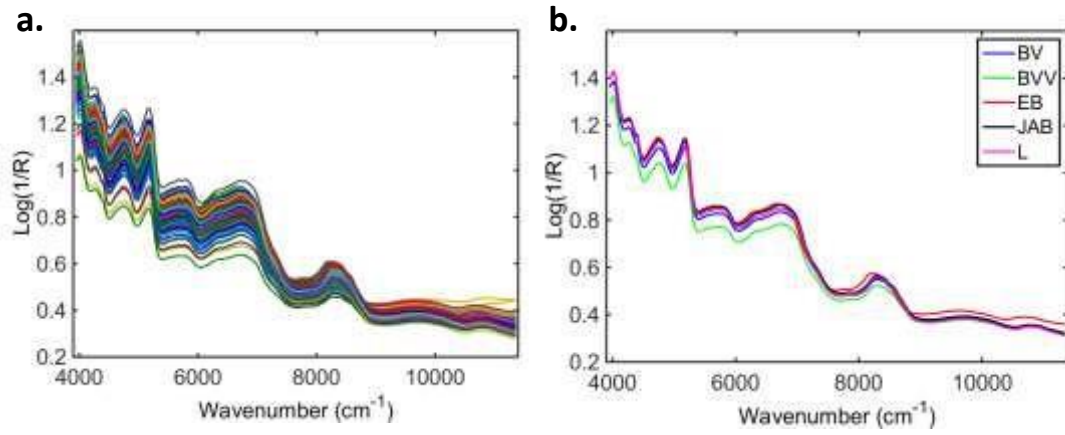 a.
1.4
1.2
1
0.8
0.6
0.4
0.2
Log(1/R)
4000 6000 8000 10000
Wavenumber (cm⁻¹)
b.
1.4
1.2
1
0.8
0.6
0.4
0.2
Log(1/R)
4000 6000 8000 10000
Wavenumber (cm⁻¹)
BV
BVV
EB
JAB
L